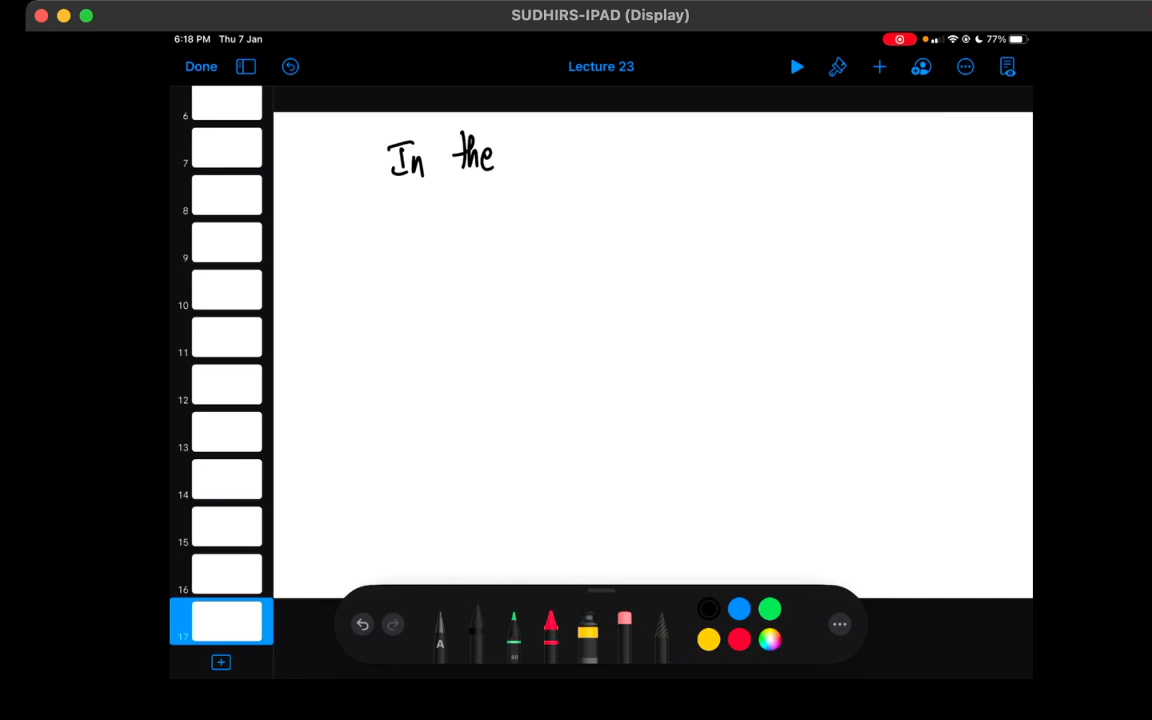 SUDHIRS-IPAD (Display)
6:18 PM Thu 7 Jan
77%
Done
Lecture 23
In the
6
7
8
9
10
11
12
13
14
15
16
17
A